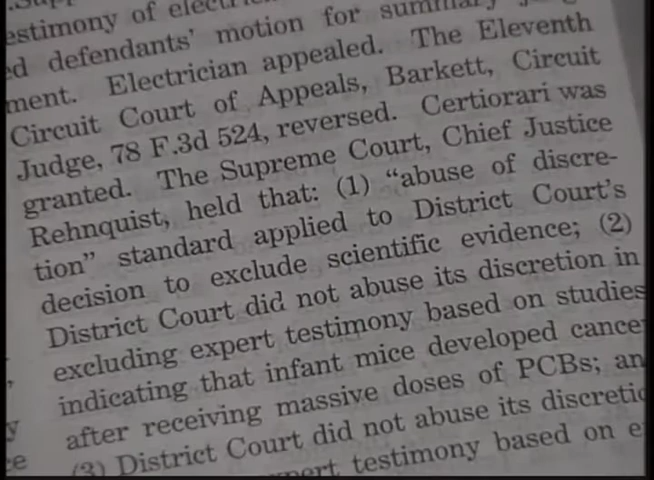 estimony of electric
ed defendants' motion for summary
ment. Electrician appealed. The Eleventh
Circuit Court of Appeals, Barkett, Circuit
Judge, 78 F.3d 524, reversed. Certiorari was
granted. The Supreme Court, Chief Justice
Rehnquist, held that: (1) “abuse of discre-
tion” standard applied to District Court's
decision to exclude scientific evidence; (2)
District Court did not abuse its discretion in
excluding expert testimony based on studies
indicating that infant mice developed cance
after receiving massive doses of PCBs; an
(3) District Court did not abuse its discretio
pert testimony based on e